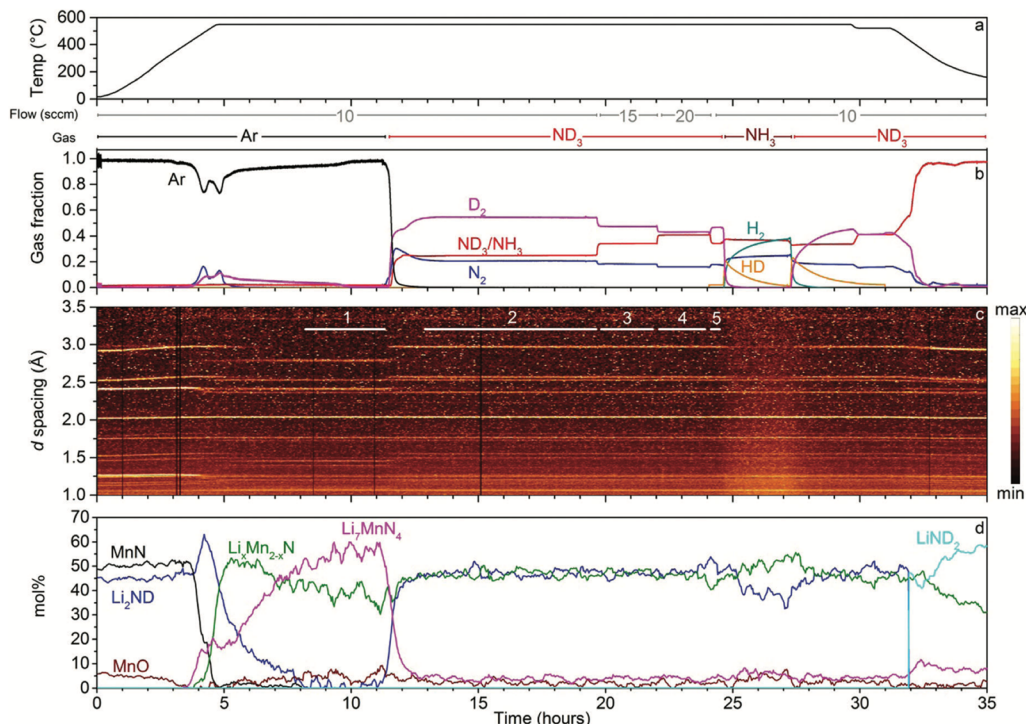 600
400
200
0
Temp (°C)
a
Flow (sccm)
10
15
20
10
Gas
Ar
ND3
NH3
ND3
1.0
0.8
0.6
0.4
0.2
0.0
Gas fraction
b
Ar
D2
ND3/NH3
N2
H2
HD
3.5
3.0
2.5
2.0
1.5
1.0
d spacing (Å)
c
1
2
3
4
5
max
min
70
60
50
40
30
20
10
0
mol%
d
MnN
LixMn2-xN
Li7MnN4
LiND2
Li2ND
MnO
0
5
10
15
20
25
30
35
Time (hours)